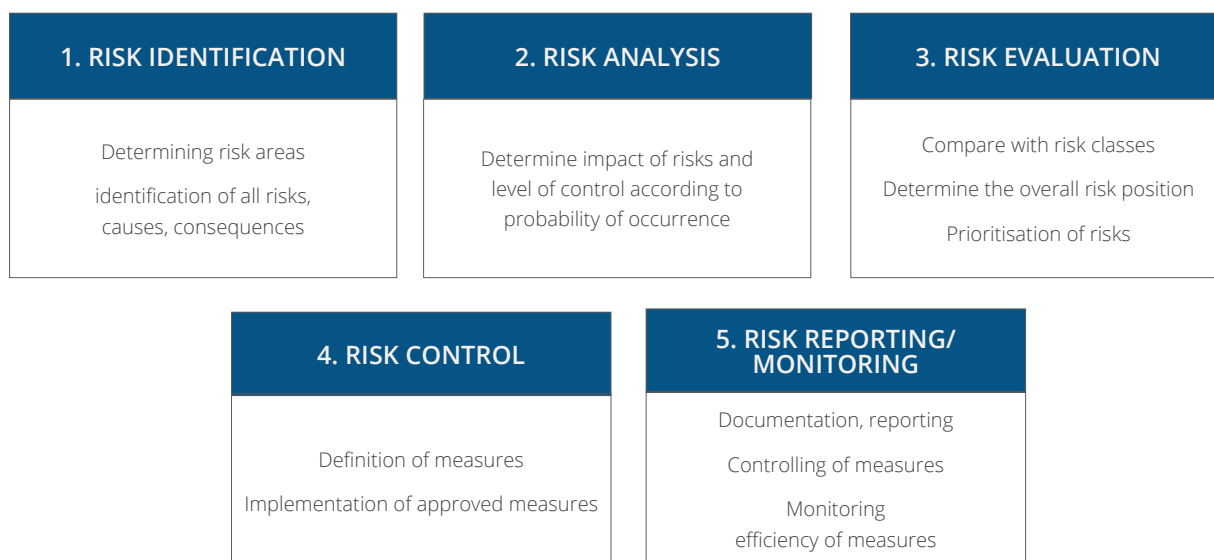 1. RISK IDENTIFICATION
Determining risk areas
identification of all risks,
causes, consequences
2. RISK ANALYSIS
Determine impact of risks and
level of control according to
probability of occurrence
3. RISK EVALUATION
Compare with risk classes
Determine the overall risk position
Prioritisation of risks
4. RISK CONTROL
Definition of measures
Implementation of approved measures
5. RISK REPORTING/
MONITORING
Documentation, reporting
Controlling of measures
Monitoring
efficiency of measures